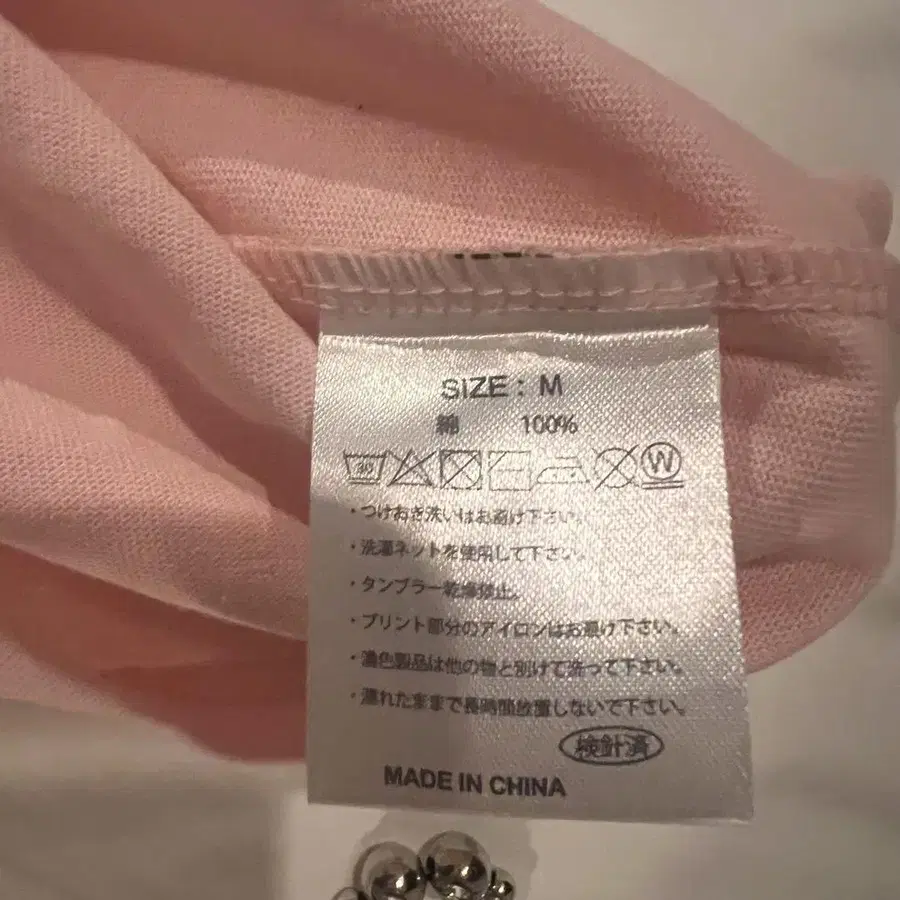 SIZE : M
綿 100%
30 W
・つけおき洗いはお避け下さい。
・洗濯ネットを使用して下さい。
・タンブラー乾燥禁止。
・プリント部分のアイロンはお避け下さい。
・濃色製品は他の物と別けて洗って下さい。
・濡れたままで長時間放置しないで下さい。
検針済
MADE IN CHINA